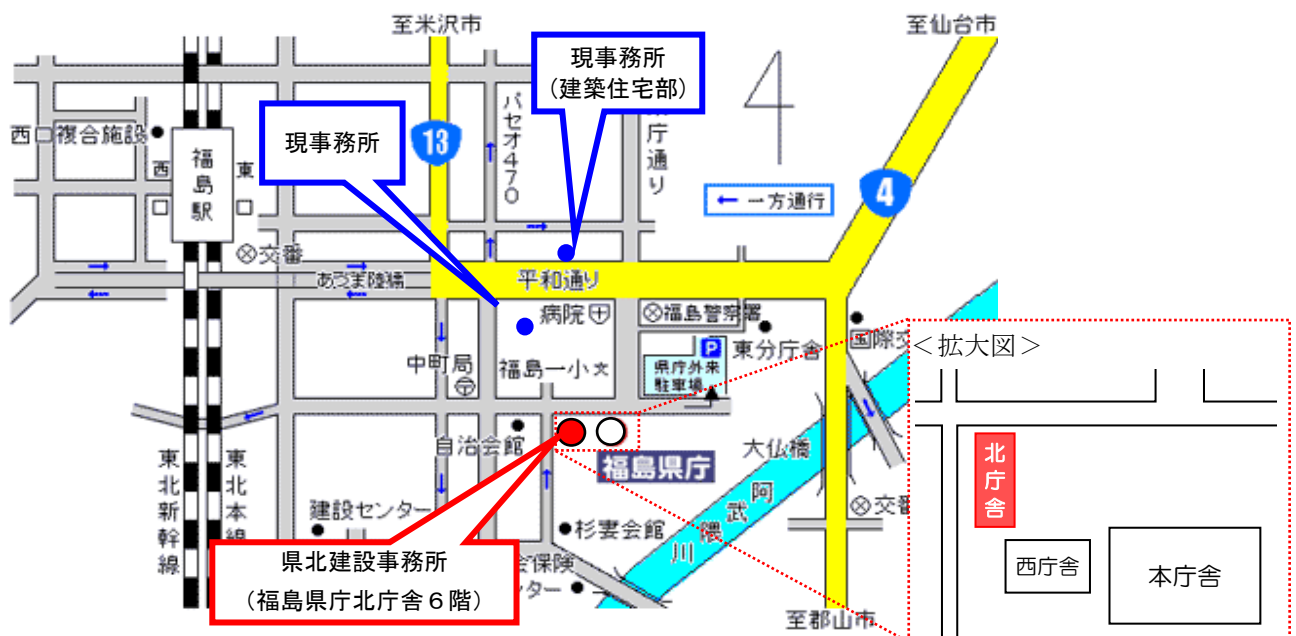 至米沢市
至仙台市
現事務所
（建築住宅部）
現事務所
13
パセオ470
庁通り
西口複合施設
西口
福島駅
東口
← 一方通行
4
交番
あづま陸橋
平和通り
病院
福島警察署
国際交
中町局
福島一小
文
P
県庁外来
駐車場
東分庁舎
自治会館
福島県庁
大仏橋
東北新幹線
東北本線
建設センター
杉妻会館
阿武隈川
交番
県北建設事務所
（福島県庁北庁舎６階）
会保険
ター
至郡山市
＜拡大図＞
北庁舎
西庁舎
本庁舎